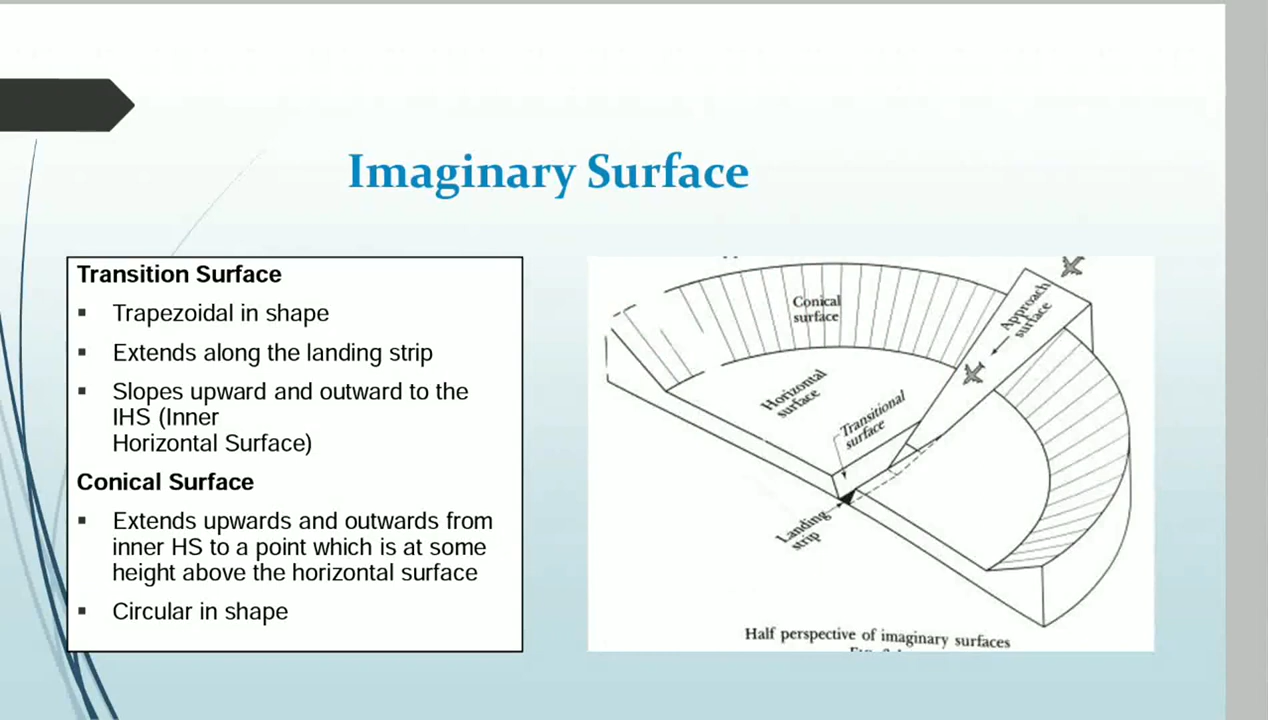 Imaginary Surface
Transition Surface
▪ Trapezoidal in shape
▪ Extends along the landing strip
▪ Slopes upward and outward to the
IHS (Inner
Horizontal Surface)
Conical Surface
▪ Extends upwards and outwards from
inner HS to a point which is at some
height above the horizontal surface
▪ Circular in shape
Conical
surface
Approach
surface
Horizontal
surface
Transitional
surface
Landing
strip
Half perspective of imaginary surfaces